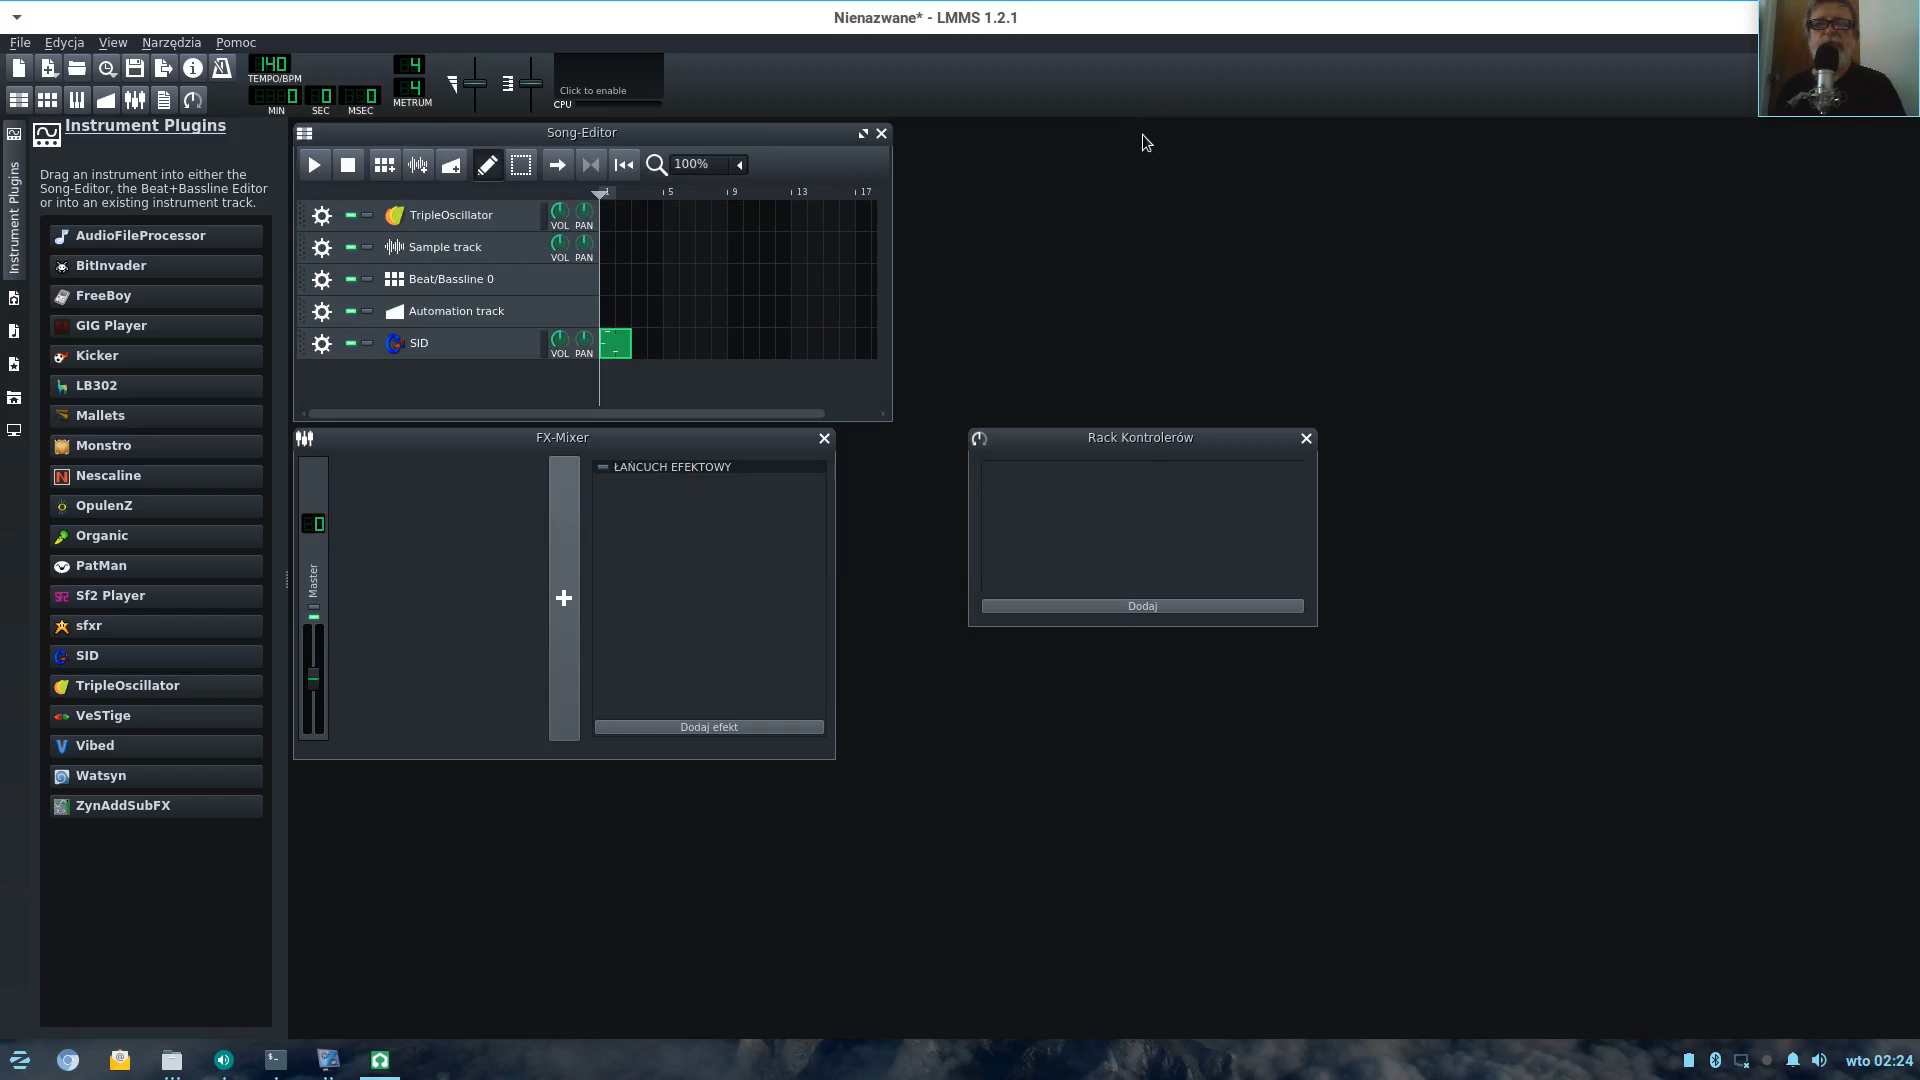 Nienazwane* - LMMS 1.2.1
File Edycja View Narzędzia Pomoc
140
TEMPO/BPM
0 0 0
MIN SEC MSEC
4
4
METRUM
Click to enable
CPU
Instrument Plugins
Instrument Plugins
Drag an instrument into either the
Song-Editor, the Beat+Bassline Editor
or into an existing instrument track.
AudioFileProcessor
BitInvader
FreeBoy
GIG Player
Kicker
LB302
Mallets
Monstro
Nescaline
OpulenZ
Organic
PatMan
Sf2 Player
sfxr
SID
TripleOscillator
VeSTige
Vibed
Watsyn
ZynAddSubFX
Song-Editor
100%
1 5 9 13 17
TripleOscillator
VOL PAN
Sample track
VOL PAN
Beat/Bassline 0
Automation track
SID
VOL PAN
FX-Mixer
0
Master
ŁAŃCUCH EFEKTOWY
Dodaj efekt
Rack Kontrolerów
Dodaj
wto 02:24